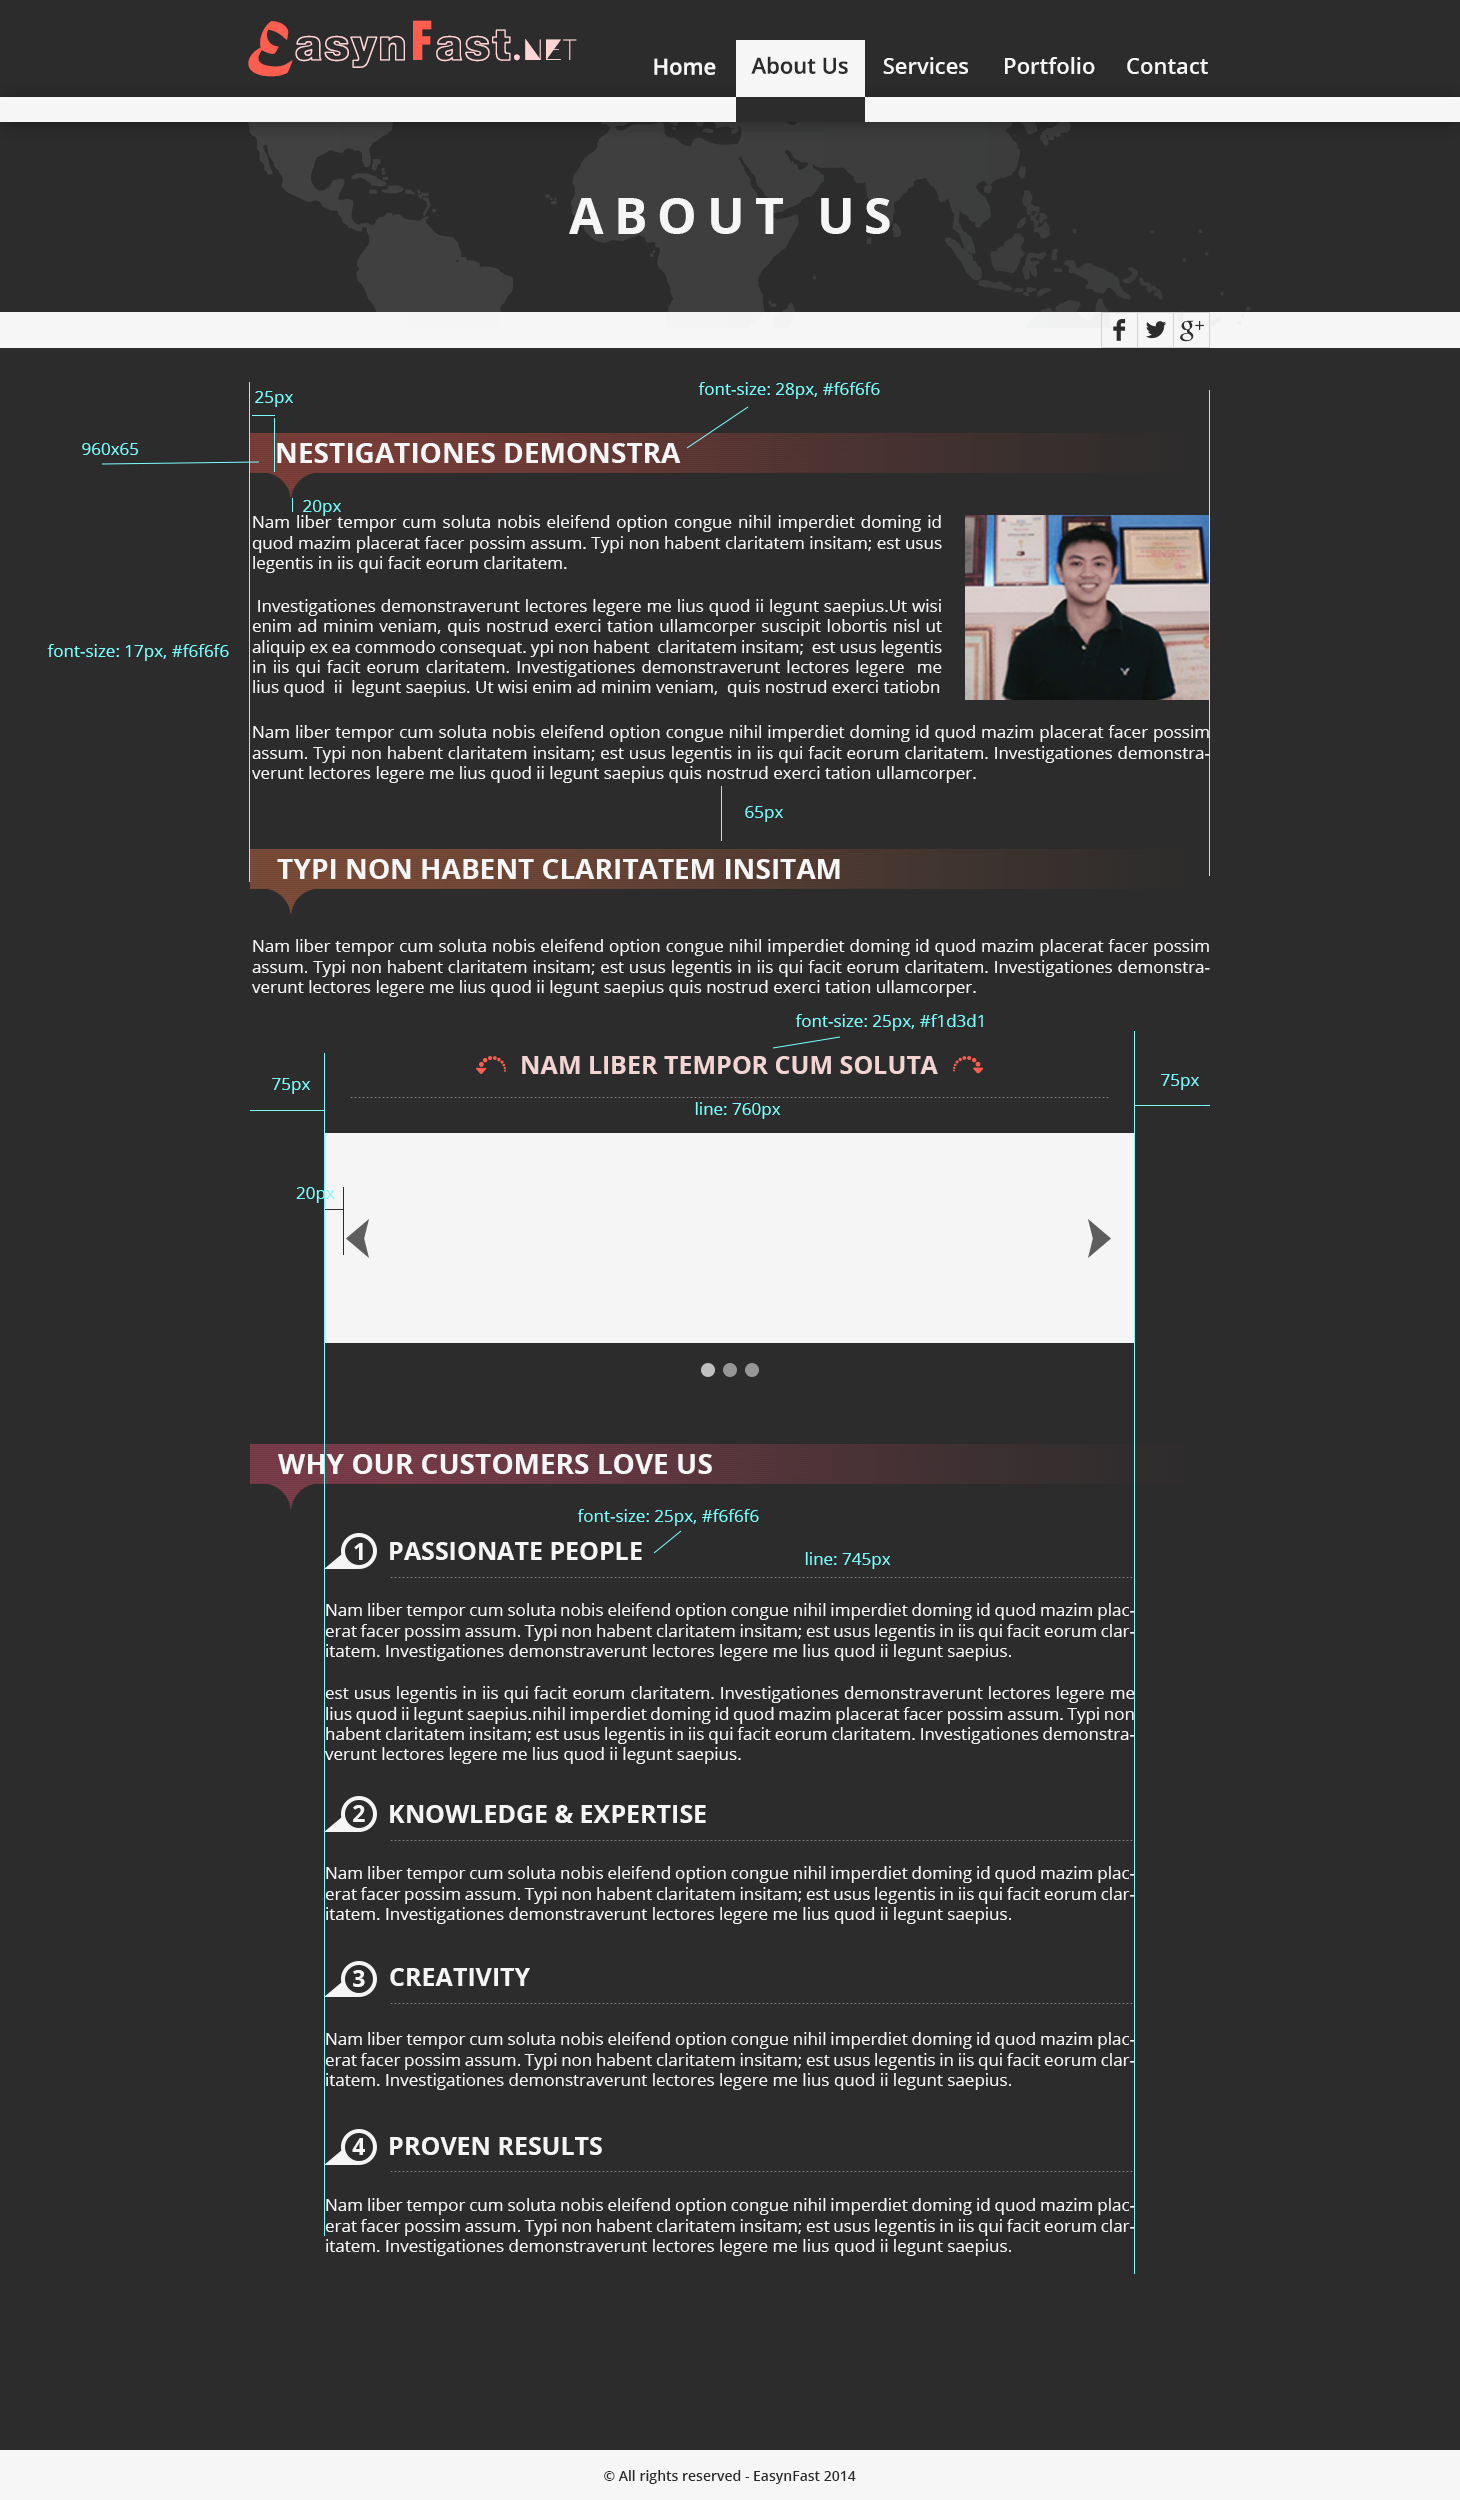 EasynFast.NET
Home
About Us
Services
Portfolio
Contact
ABOUT US
f
g+
25px
font-size: 28px, #f6f6f6
960x65
NESTIGATIONES DEMONSTRA
20px
Nam liber tempor cum soluta nobis eleifend option congue nihil imperdiet doming id
quod mazim placerat facer possim assum. Typi non habent claritatem insitam; est usus
legentis in iis qui facit eorum claritatem.
Investigationes demonstraverunt lectores legere me lius quod ii legunt saepius.Ut wisi
enim ad minim veniam, quis nostrud exerci tation ullamcorper suscipit lobortis nisl ut
aliquip ex ea commodo consequat. ypi non habent claritatem insitam; est usus legentis
in iis qui facit eorum claritatem. Investigationes demonstraverunt lectores legere me
lius quod ii legunt saepius. Ut wisi enim ad minim veniam, quis nostrud exerci tatiobn
font-size: 17px, #f6f6f6
Nam liber tempor cum soluta nobis eleifend option congue nihil imperdiet doming id quod mazim placerat facer possim
assum. Typi non habent claritatem insitam; est usus legentis in iis qui facit eorum claritatem. Investigationes demonstra-
verunt lectores legere me lius quod ii legunt saepius quis nostrud exerci tation ullamcorper.
65px
TYPI NON HABENT CLARITATEM INSITAM
Nam liber tempor cum soluta nobis eleifend option congue nihil imperdiet doming id quod mazim placerat facer possim
assum. Typi non habent claritatem insitam; est usus legentis in iis qui facit eorum claritatem. Investigationes demonstra-
verunt lectores legere me lius quod ii legunt saepius quis nostrud exerci tation ullamcorper.
font-size: 25px, #f1d3d1
NAM LIBER TEMPOR CUM SOLUTA
75px
75px
line: 760px
20px
WHY OUR CUSTOMERS LOVE US
font-size: 25px, #f6f6f6
1 PASSIONATE PEOPLE
line: 745px
Nam liber tempor cum soluta nobis eleifend option congue nihil imperdiet doming id quod mazim plac-
erat facer possim assum. Typi non habent claritatem insitam; est usus legentis in iis qui facit eorum clar-
itatem. Investigationes demonstraverunt lectores legere me lius quod ii legunt saepius.
est usus legentis in iis qui facit eorum claritatem. Investigationes demonstraverunt lectores legere me
lius quod ii legunt saepius.nihil imperdiet doming id quod mazim placerat facer possim assum. Typi non
habent claritatem insitam; est usus legentis in iis qui facit eorum claritatem. Investigationes demonstra-
verunt lectores legere me lius quod ii legunt saepius.
2 KNOWLEDGE & EXPERTISE
Nam liber tempor cum soluta nobis eleifend option congue nihil imperdiet doming id quod mazim plac-
erat facer possim assum. Typi non habent claritatem insitam; est usus legentis in iis qui facit eorum clar-
itatem. Investigationes demonstraverunt lectores legere me lius quod ii legunt saepius.
3 CREATIVITY
Nam liber tempor cum soluta nobis eleifend option congue nihil imperdiet doming id quod mazim plac-
erat facer possim assum. Typi non habent claritatem insitam; est usus legentis in iis qui facit eorum clar-
itatem. Investigationes demonstraverunt lectores legere me lius quod ii legunt saepius.
4 PROVEN RESULTS
Nam liber tempor cum soluta nobis eleifend option congue nihil imperdiet doming id quod mazim plac-
erat facer possim assum. Typi non habent claritatem insitam; est usus legentis in iis qui facit eorum clar-
itatem. Investigationes demonstraverunt lectores legere me lius quod ii legunt saepius.
© All rights reserved - EasynFast 2014